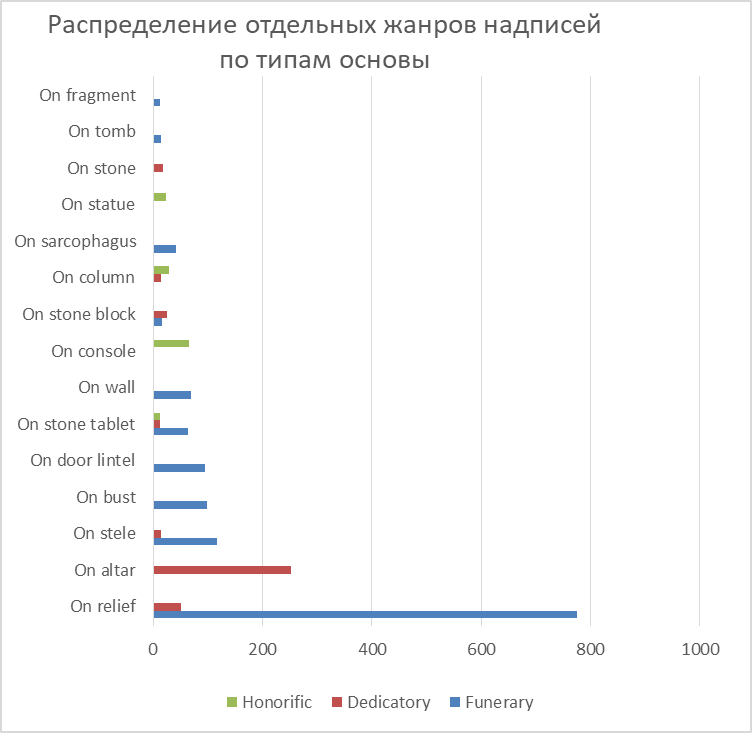 Распределение отдельных жанров надписей
по типам основы
On fragment
On tomb
On stone
On statue
On sarcophagus
On column
On stone block
On console
On wall
On stone tablet
On door lintel
On bust
On stele
On altar
On relief
0 200 400 600 800 1000
Honorific Dedicatory Funerary